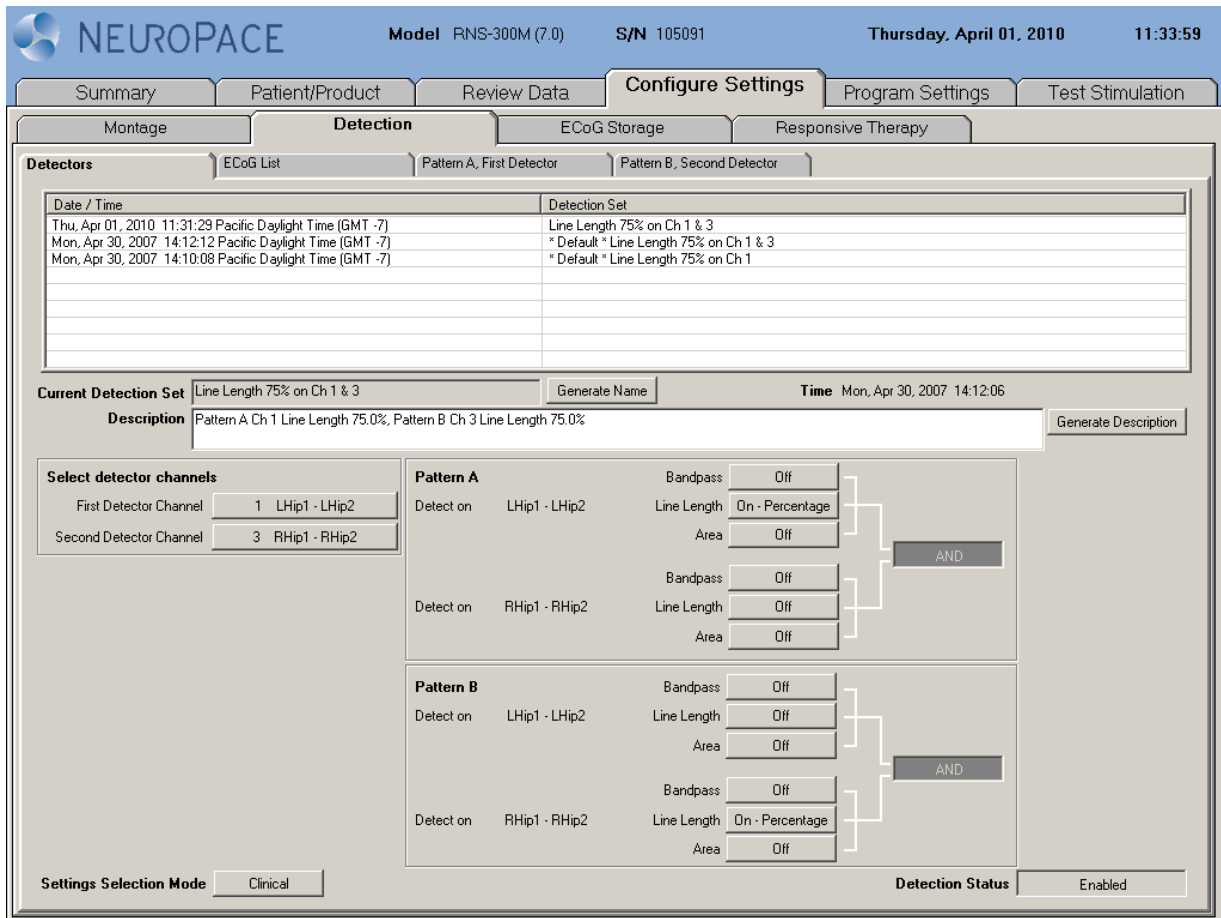 NEUROPACE Model RNS-300M (7.0) S/N 105091 Thursday, April 01, 2010 11:33:59
Summary Patient/Product Review Data Configure Settings Program Settings Test Stimulation
Montage Detection ECoG Storage Responsive Therapy
Detectors ECoG List Pattern A, First Detector Pattern B, Second Detector
Date / Time Detection Set
Thu, Apr 01, 2010 11:31:29 Pacific Daylight Time (GMT -7) Line Length 75% on Ch 1 & 3
Mon, Apr 30, 2007 14:12:12 Pacific Daylight Time (GMT -7) * Default * Line Length 75% on Ch 1 & 3
Mon, Apr 30, 2007 14:10:08 Pacific Daylight Time (GMT -7) * Default * Line Length 75% on Ch 1
Current Detection Set Line Length 75% on Ch 1 & 3 Generate Name Time Mon, Apr 30, 2007 14:12:06
Description Pattern A Ch 1 Line Length 75.0%, Pattern B Ch 3 Line Length 75.0% Generate Description
Select detector channels
First Detector Channel 1 LHip1 - LHip2
Second Detector Channel 3 RHip1 - RHip2
Pattern A Bandpass Off
Detect on LHip1 - LHip2 Line Length On - Percentage
Area Off
AND
Bandpass Off
Detect on RHip1 - RHip2 Line Length Off
Area Off
Pattern B Bandpass Off
Detect on LHip1 - LHip2 Line Length Off
Area Off
AND
Bandpass Off
Detect on RHip1 - RHip2 Line Length On - Percentage
Area Off
Settings Selection Mode Clinical Detection Status Enabled